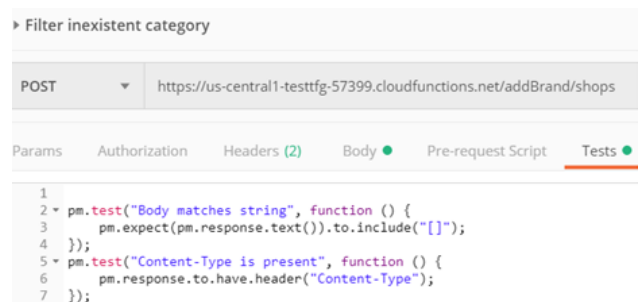 Filter inexistent category
POST https://us-central1-testtfg-57399.cloudfunctions.net/addBrand/shops
Params Authorization Headers (2) Body Pre-request Script Tests
1
2 pm.test("Body matches string", function () {
3 pm.expect(pm.response.text()).to.include("[]");
4 });
5 pm.test("Content-Type is present", function () {
6 pm.response.to.have.header("Content-Type");
7 });